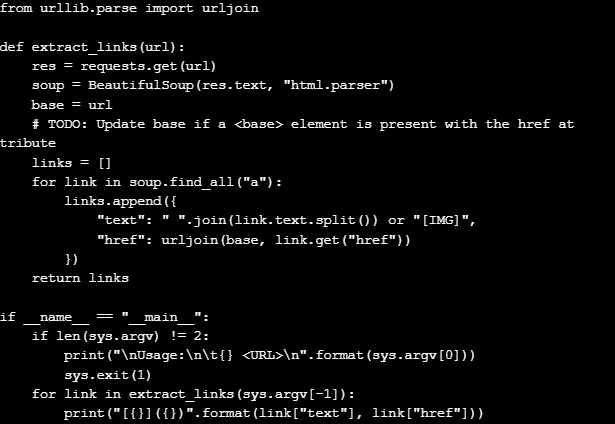 from urllib.parse import urljoin

def extract_links(url):
    res = requests.get(url)
    soup = BeautifulSoup(res.text, "html.parser")
    base = url
    # TODO: Update base if a <base> element is present with the href at
tribute
    links = []
    for link in soup.find_all("a"):
        links.append({
            "text": " ".join(link.text.split()) or "[IMG]",
            "href": urljoin(base, link.get("href"))
        })
    return links

if __name__ == "__main__":
    if len(sys.argv) != 2:
        print("\nUsage:\n\t{} <URL>\n".format(sys.argv[0]))
        sys.exit(1)
    for link in extract_links(sys.argv[-1]):
        print("[{}]({})".format(link["text"], link["href"]))